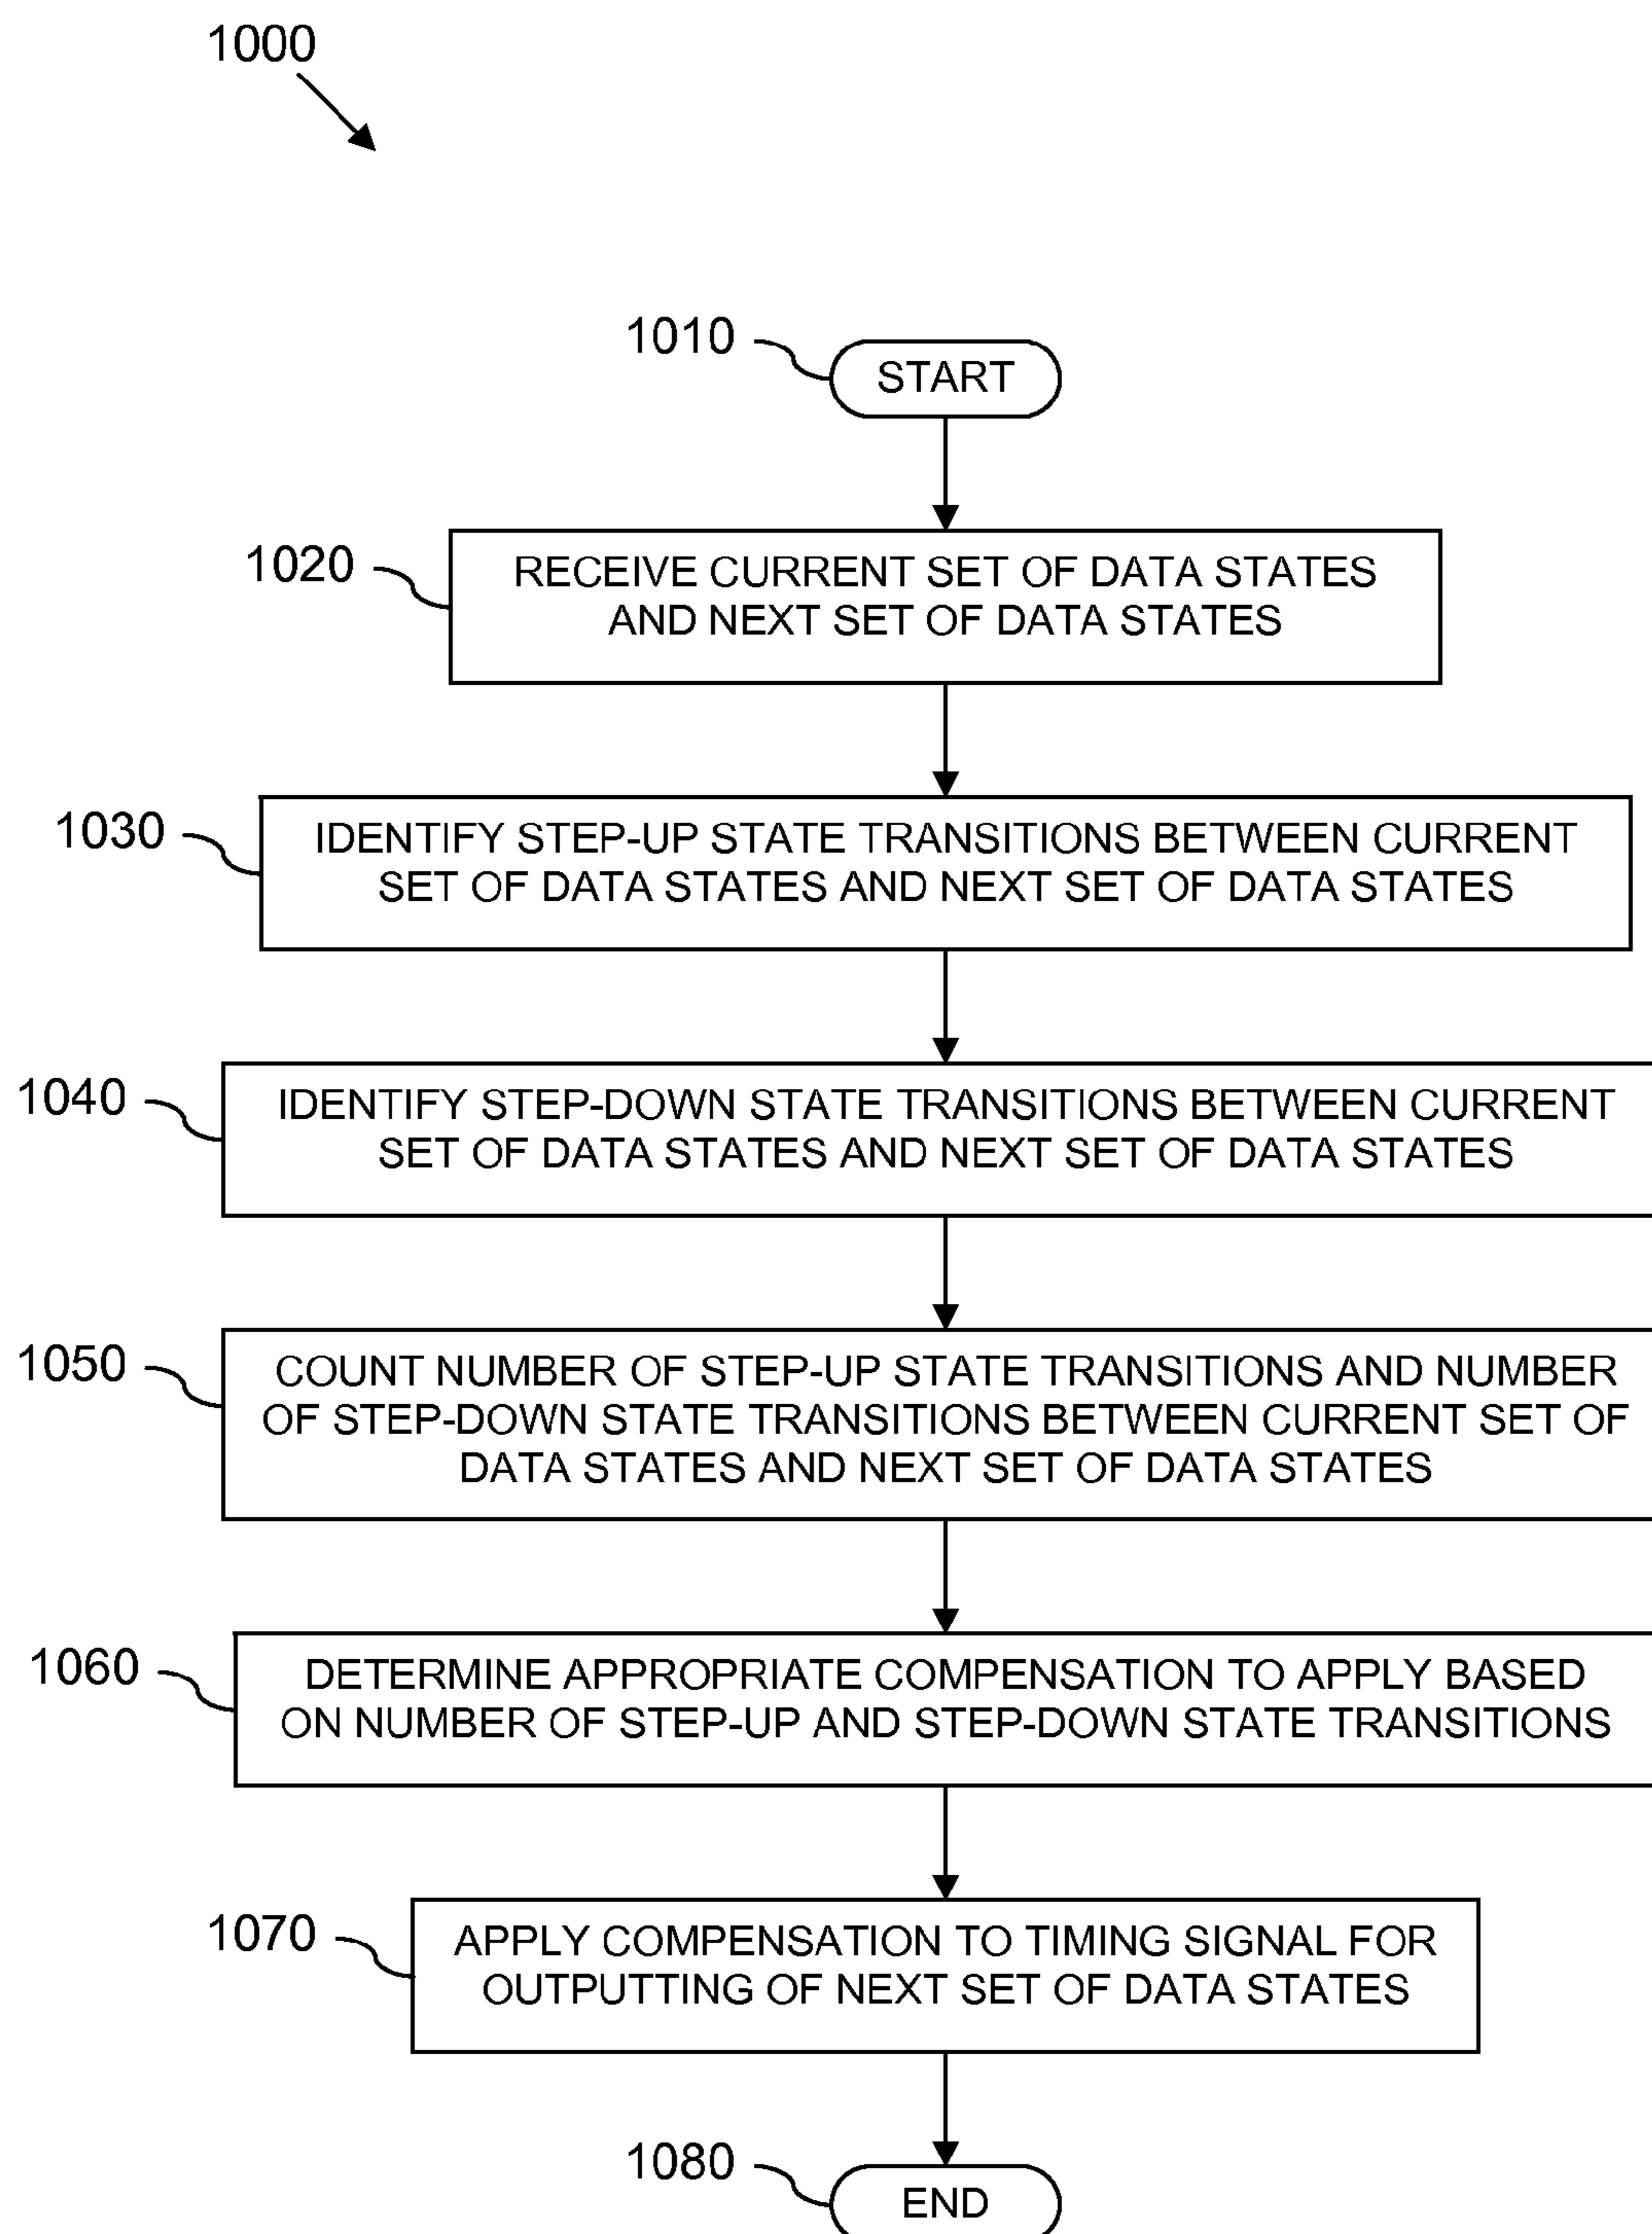 1000
1010
START
1020
RECEIVE CURRENT SET OF DATA STATES
AND NEXT SET OF DATA STATES
1030
IDENTIFY STEP-UP STATE TRANSITIONS BETWEEN CURRENT
SET OF DATA STATES AND NEXT SET OF DATA STATES
1040
IDENTIFY STEP-DOWN STATE TRANSITIONS BETWEEN CURRENT
SET OF DATA STATES AND NEXT SET OF DATA STATES
1050
COUNT NUMBER OF STEP-UP STATE TRANSITIONS AND NUMBER
OF STEP-DOWN STATE TRANSITIONS BETWEEN CURRENT SET OF
DATA STATES AND NEXT SET OF DATA STATES
1060
DETERMINE APPROPRIATE COMPENSATION TO APPLY BASED
ON NUMBER OF STEP-UP AND STEP-DOWN STATE TRANSITIONS
1070
APPLY COMPENSATION TO TIMING SIGNAL FOR
OUTPUTTING OF NEXT SET OF DATA STATES
1080
END